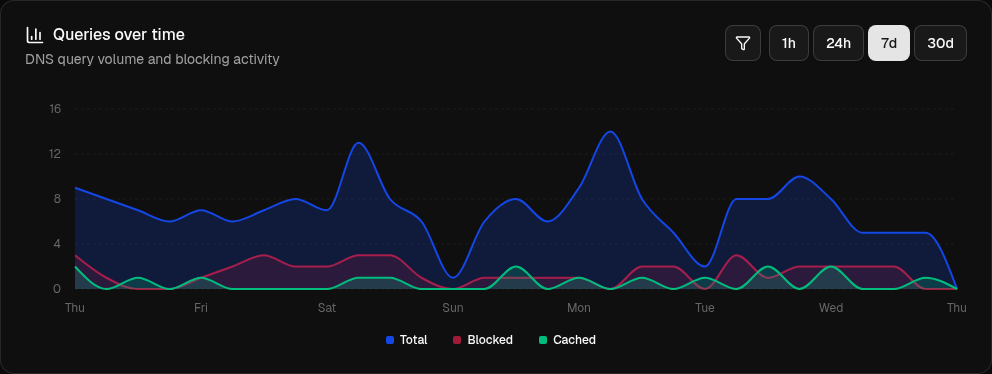 Queries over time
DNS query volume and blocking activity
1h 24h 7d 30d
16
12
8
4
0
Thu Fri Sat Sun Mon Tue Wed Thu
Total Blocked Cached